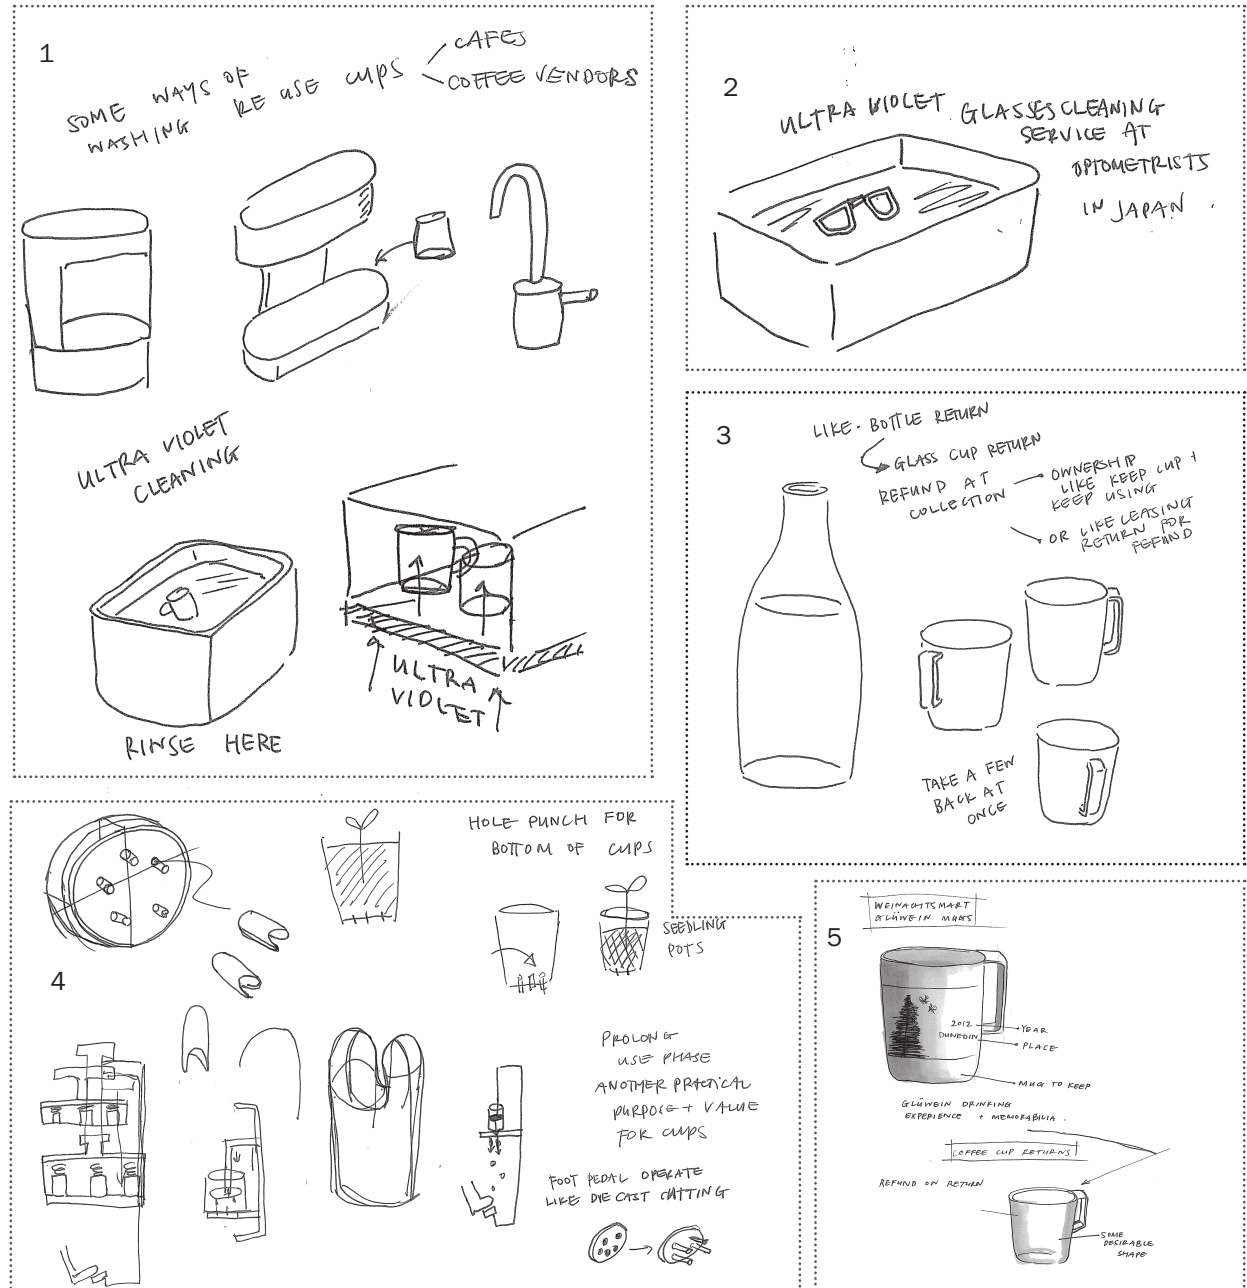 1
SOME WAYS OF
WASHING RE USE CUPS
CAFES
COFFEE VENDORS
ULTRA VIOLET
CLEANING
RINSE HERE
ULTRA
VIOLET
2
ULTRA VIOLET GLASSES CLEANING
SERVICE AT
OPTOMETRISTS
IN JAPAN.
3
LIKE. BOTTLE RETURN
GLASS CUP RETURN
REFUND AT
COLLECTION
OWNERSHIP
LIKE KEEP CUP +
KEEP USING
OR LIKE LEASING
RETURN FOR
FEFUND
TAKE A FEW
BACK AT
ONCE
4
HOLE PUNCH FOR
BOTTOM OF CUPS
SEEDLING
POTS
PROLONG
USE PHASE
ANOTHER PRACTICAL
PURPOSE + VALUE
FOR CUPS
FOOT PEDAL OPERATE
LIKE DIE CAST CUTTING
5
WEINACHTSMART
GLÜWEIN MUGS
2012
DUNEDIN
YEAR
PLACE
MUG TO KEEP
GLÜWEIN DRINKING
EXPERIENCE + MEMORABILIA.
COFFEE CUP RETURNS
REFUND ON RETURN
SOME
DESIRABLE
SHAPE